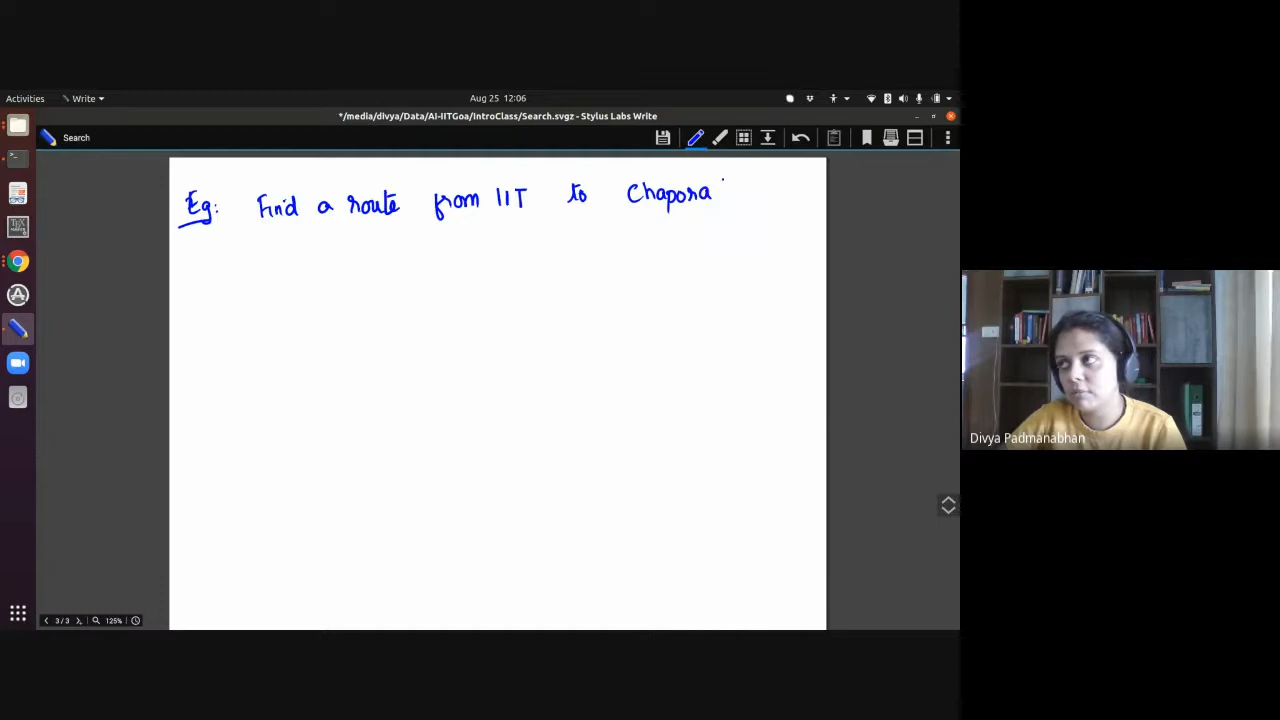 Activities
Write
Aug 25 12:06
*/media/divya/Data/AI-IITGoa/IntroClass/Search.svgz - Stylus Labs Write
Search
Eg: Find a route from IIT to Chapora
Divya Padmanabhan
3/3
125%